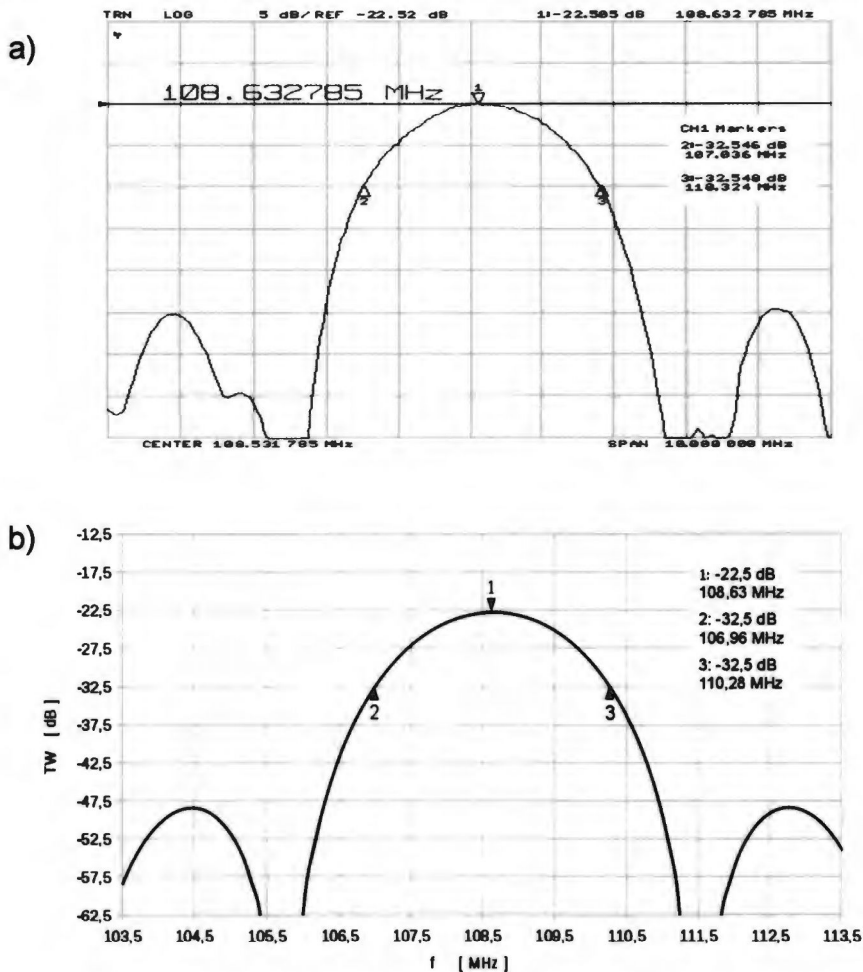 a)
TRN LOG 5 dB/ REF -22.52 1:-22.505 dB 108.632 785 MHz
108.632785 MHz
1
CH1 Markers
2:-32.546 dB
107.036 MHz
3:-32.540 dB
110.324 MHz
2
3
CENTER 108.531 785 MHz
SPAN 10.000 000 MHz
b)
-12,5
-17,5
-22,5
-27,5
-32,5
-37,5
-42,5
-47,5
-52,5
-57,5
-62,5
TW [ dB]
1
2
3
1: -22,5 dB
108,63 MHz
2: -32,5 dB
106,96 MHz
3: -32,5 dB
110,28 MHz
103,5 104,5 105,5 106,5 107,5 108,5 109,5 110,5 111,5 112,5 113,5
f [ MHz]